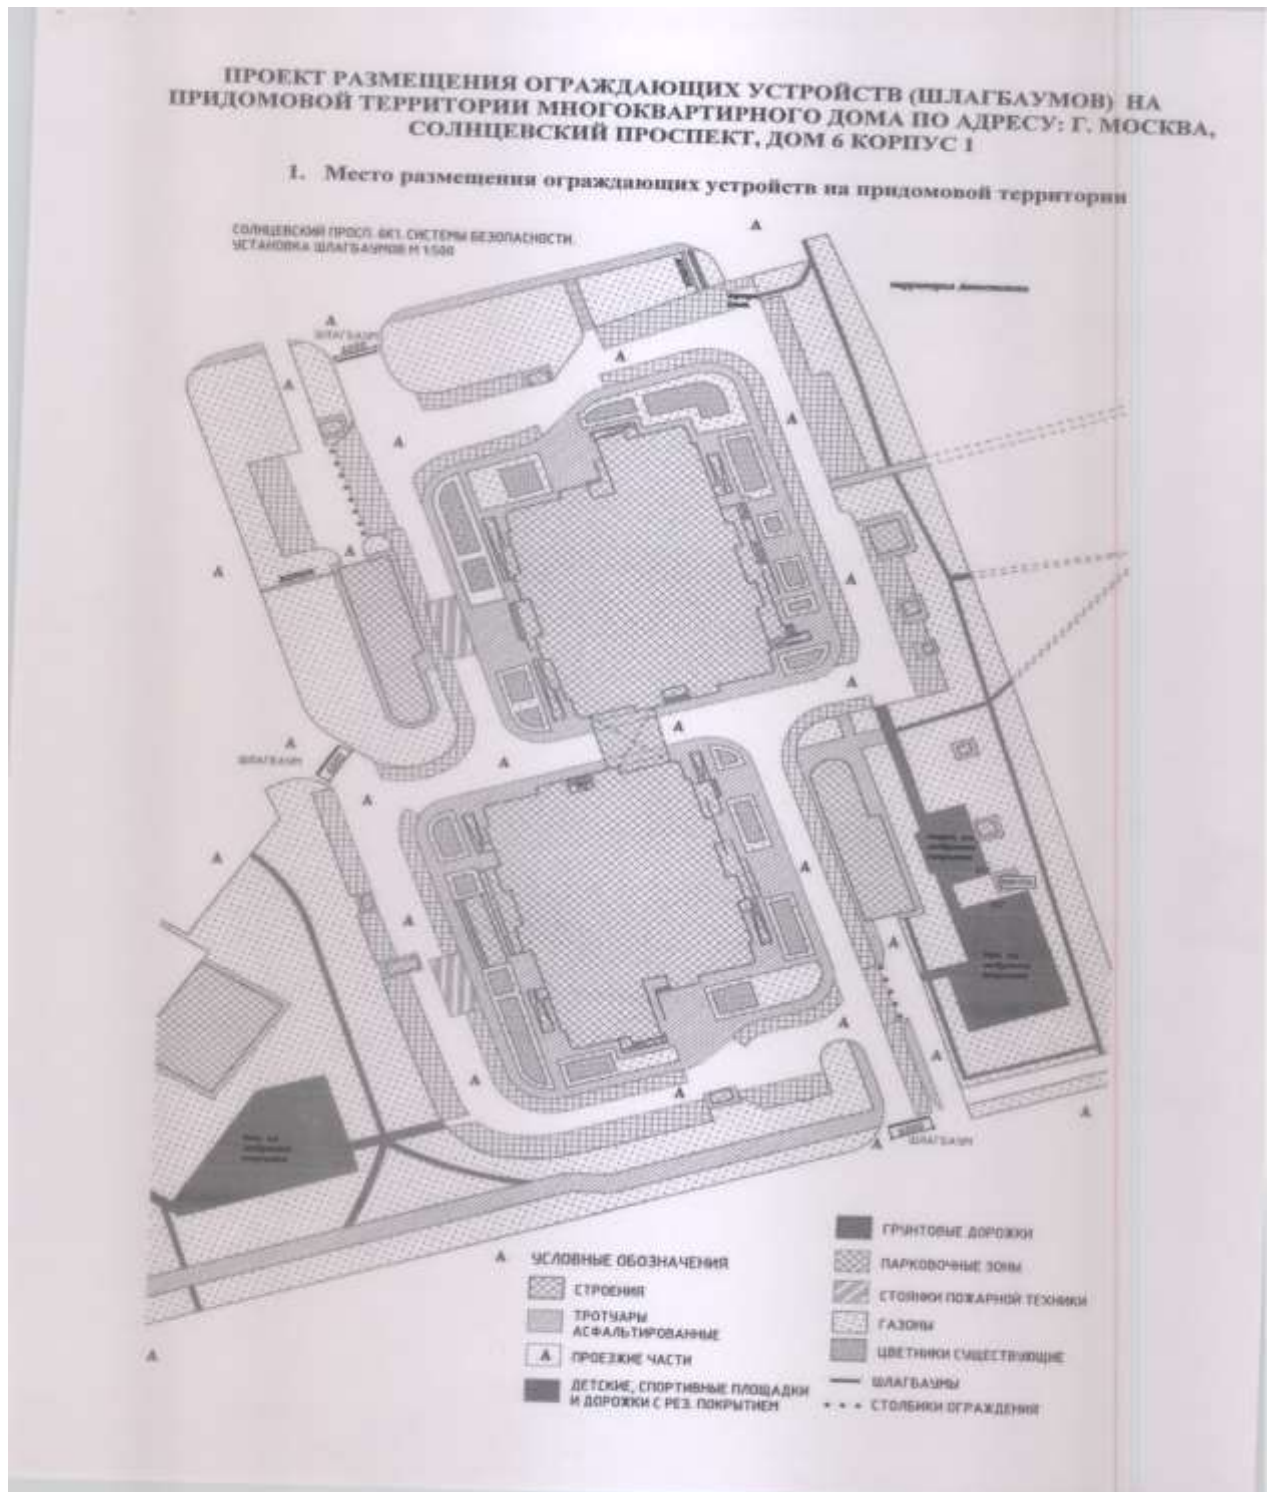 ПРОЕКТ РАЗМЕЩЕНИЯ ОГРАЖДАЮЩИХ УСТРОЙСТВ (ШЛАГБАУМОВ) НА
ПРИДОМОВОЙ ТЕРРИТОРИИ МНОГОКВАРТИРНОГО ДОМА ПО АДРЕСУ: Г. МОСКВА,
СОЛНЦЕВСКИЙ ПРОСПЕКТ, ДОМ 6 КОРПУС 1
1. Место размещения ограждающих устройств на придомовой территории
СОЛНЦЕВСКИЙ ПРОСП. 6К1. СИСТЕМЫ БЕЗОПАСНОСТИ.
УСТАНОВКА ШЛАГБАУМОВ М 1:500
А
А
ШЛАГБАУМ
А
А
А
А
А
А
А
А
А
А
А
ШЛАГБАУМ
А
А
А
А
А
А
А
А
А
А
А
А
ШЛАГБАУМ
А
А УСЛОВНЫЕ ОБОЗНАЧЕНИЯ
СТРОЕНИЯ
ТРОТУАРЫ
АСФАЛЬТИРОВАННЫЕ
А ПРОЕЗЖИЕ ЧАСТИ
ДЕТСКИЕ, СПОРТИВНЫЕ ПЛОЩАДКИ
И ДОРОЖКИ С РЕЗ. ПОКРЫТИЕМ
ГРУНТОВЫЕ ДОРОЖКИ
ПАРКОВОЧНЫЕ ЗОНЫ
СТОЯНКИ ПОЖАРНОЙ ТЕХНИКИ
ГАЗОНЫ
ЦВЕТНИКИ СУЩЕСТВУЮЩИЕ
ШЛАГБАУМЫ
СТОЛБИКИ ОГРАЖДЕНИЯ
А